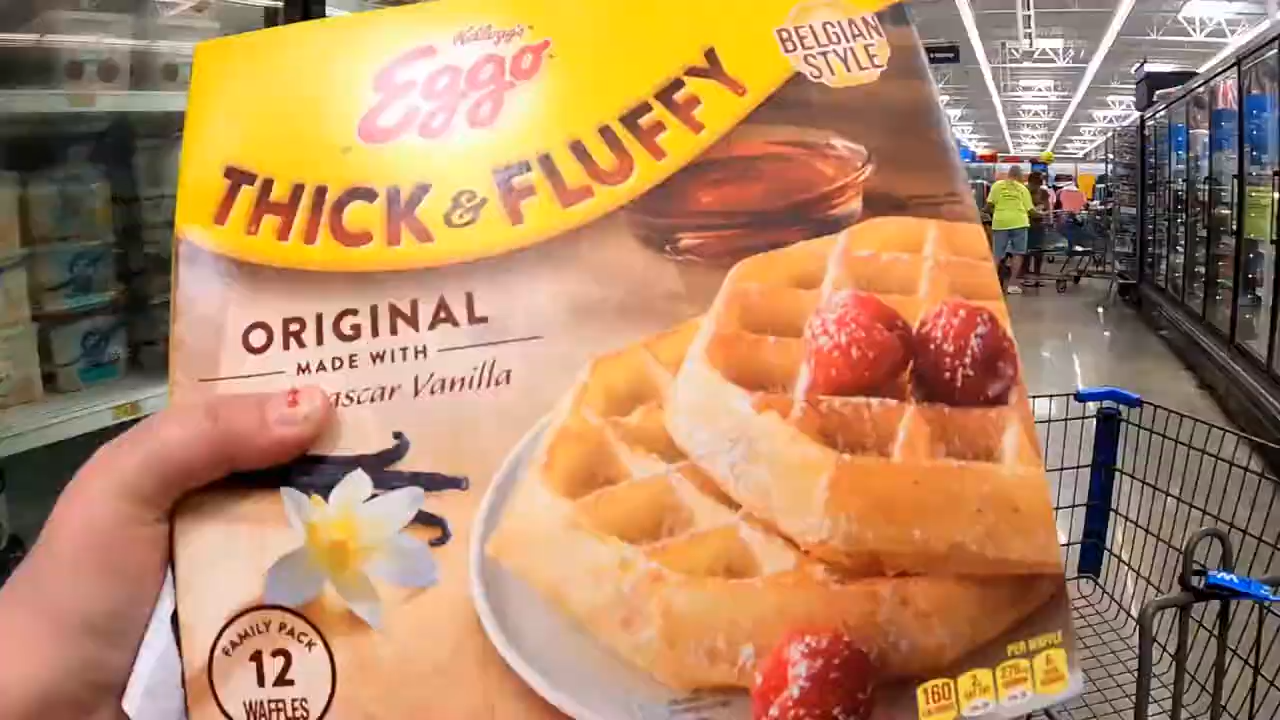 Kellogg's
Eggo
BELGIAN
STYLE
THICK & FLUFFY
ORIGINAL
MADE WITH
ascar Vanilla
FAMILY PACK
12
WAFFLES
PER WAFFLE
160